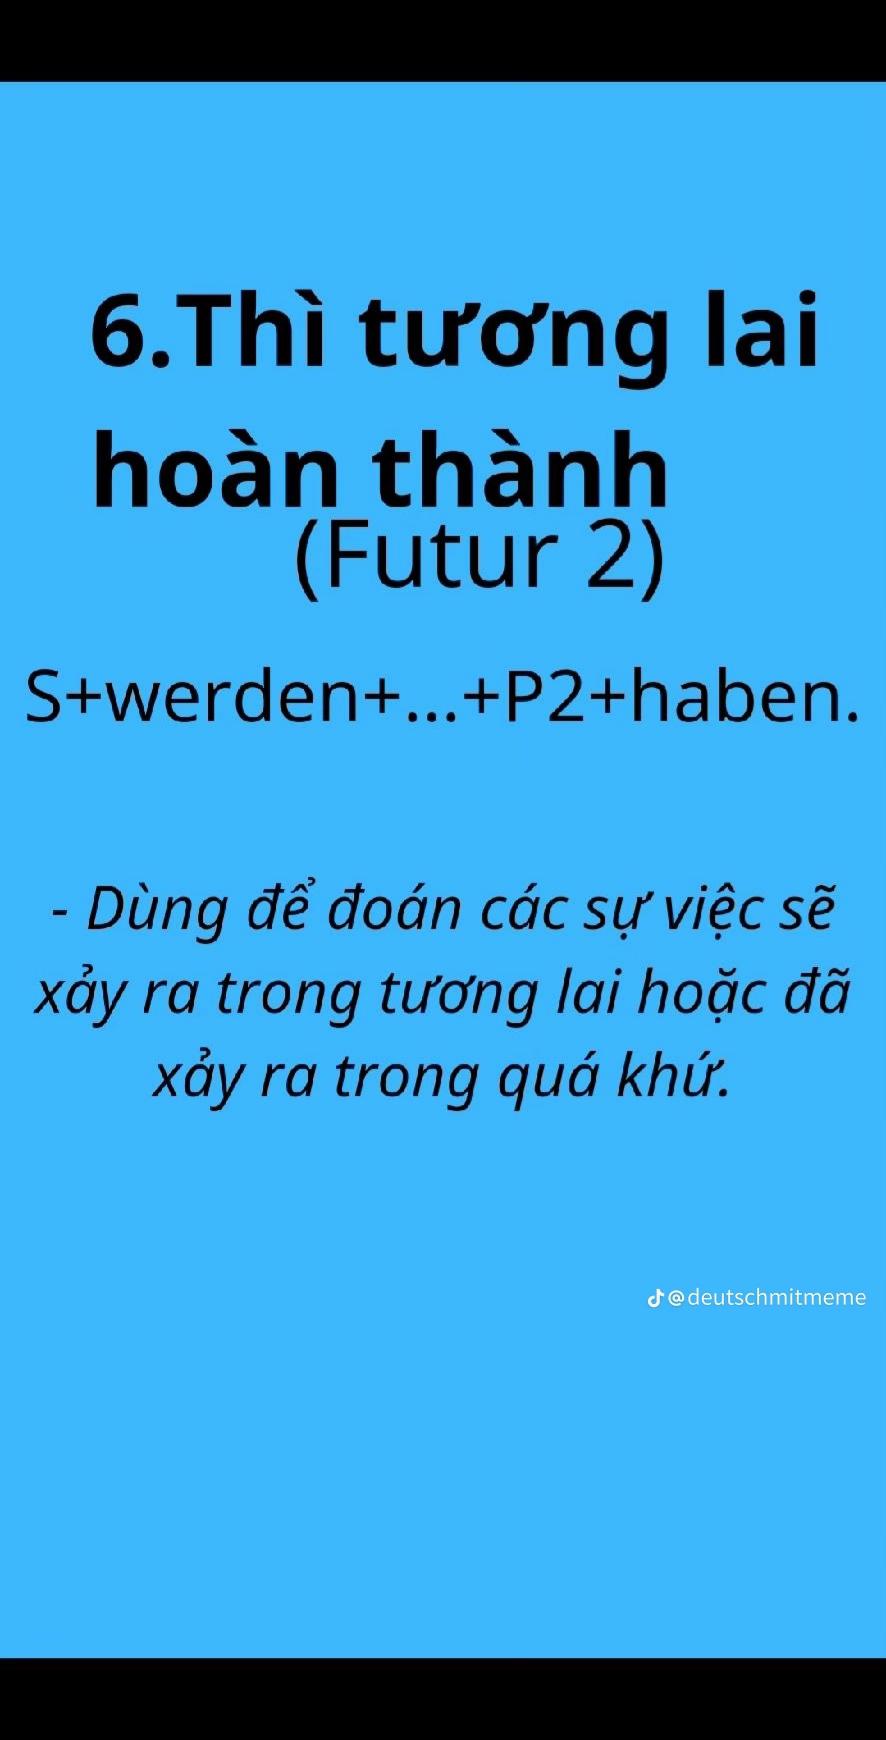 6.Thì tương lai
hoàn thành
(Futur 2)
S+werden+...+P2+haben.
- Dùng để đoán các sự việc sẽ
xảy ra trong tương lai hoặc đã
xảy ra trong quá khứ.
@deutschmitmeme